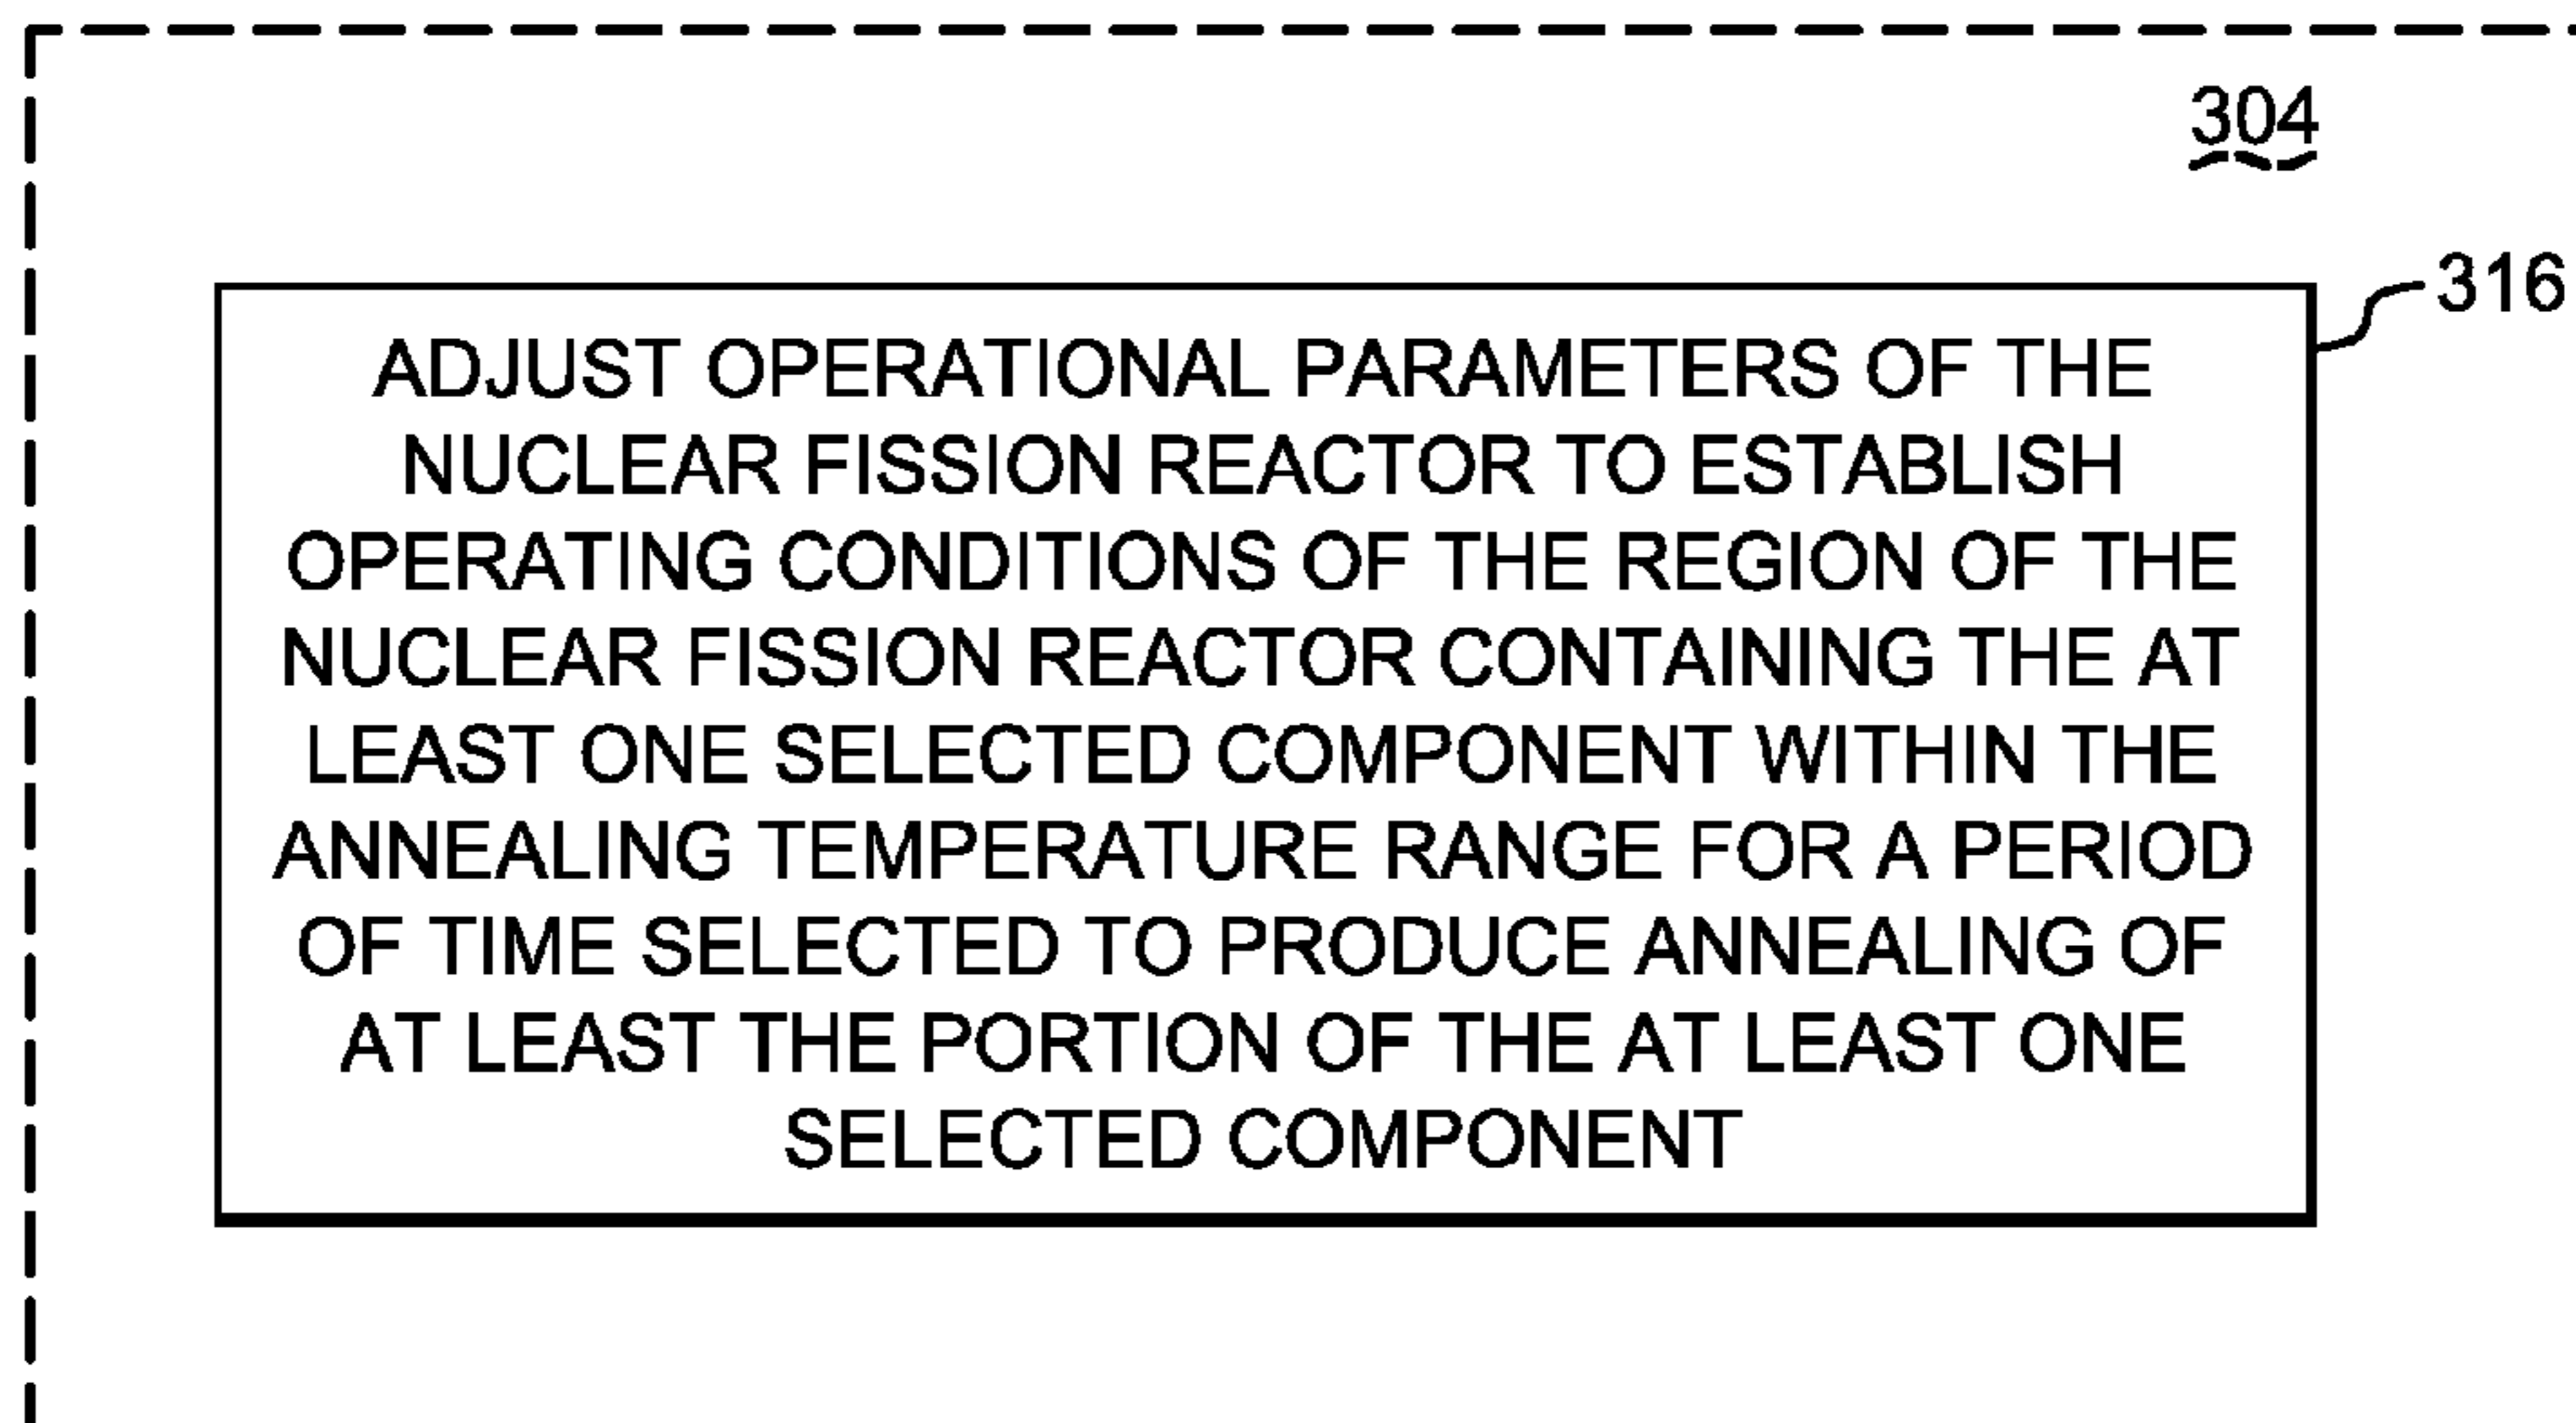 304
316
ADJUST OPERATIONAL PARAMETERS OF THE
NUCLEAR FISSION REACTOR TO ESTABLISH
OPERATING CONDITIONS OF THE REGION OF THE
NUCLEAR FISSION REACTOR CONTAINING THE AT
LEAST ONE SELECTED COMPONENT WITHIN THE
ANNEALING TEMPERATURE RANGE FOR A PERIOD
OF TIME SELECTED TO PRODUCE ANNEALING OF
AT LEAST THE PORTION OF THE AT LEAST ONE
SELECTED COMPONENT